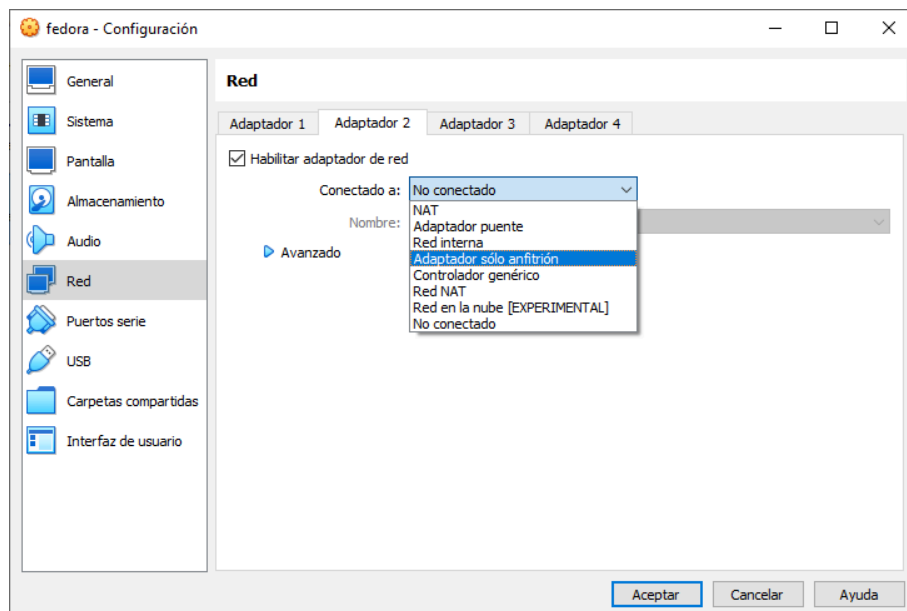 fedora - Configuración
General
Sistema
Pantalla
Almacenamiento
Audio
Red
Puertos serie
USB
Carpetas compartidas
Interfaz de usuario
Red
Adaptador 1 Adaptador 2 Adaptador 3 Adaptador 4
Habilitar adaptador de red
Conectado a: No conectado
NAT
Nombre: Adaptador puente
Red interna
Avanzado Adaptador sólo anfitrión
Controlador genérico
Red NAT
Red en la nube [EXPERIMENTAL]
No conectado
Aceptar Cancelar Ayuda